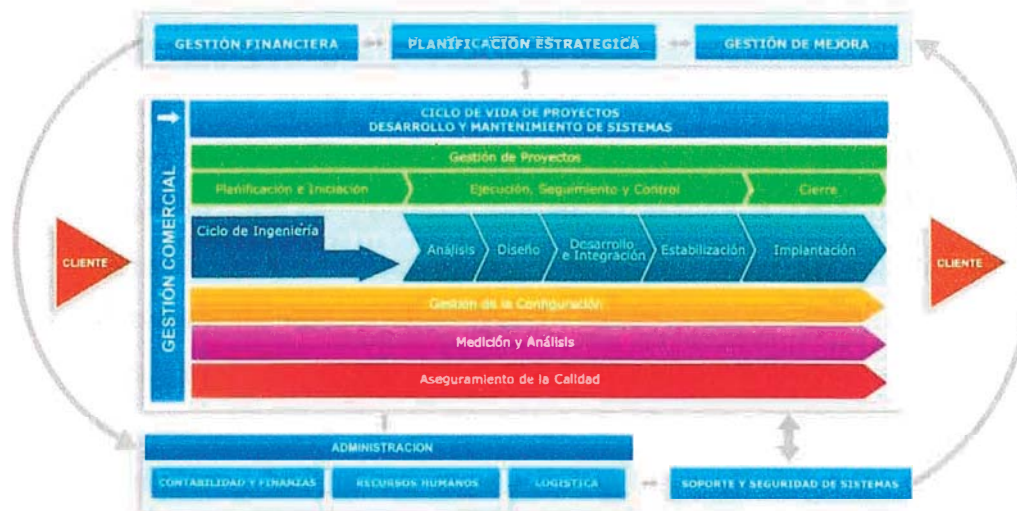 GESTIÓN FINANCIERA
PLANIFICACIÓN ESTRATEGICA
GESTIÓN DE MEJORA
CICLO DE VIDA DE PROYECTOS
DESARROLLO Y MANTENIMIENTO DE SISTEMAS
Gestión de Proyectos
Planificación e Iniciación
Ejecución, Seguimiento y Control
Cierre
GESTIÓN COMERCIAL
Ciclo de Ingeniería
Análisis
Diseño
Desarrollo
e Integración
Estabilización
Implantación
CLIENTE
CLIENTE
Gestión de la Configuración
Medición y Análisis
Aseguramiento de la Calidad
ADMINISTRACION
CONTABILIDAD Y FINANZAS
RECURSOS HUMANOS
LOGISTICA
SOPORTE Y SEGURIDAD DE SISTEMAS